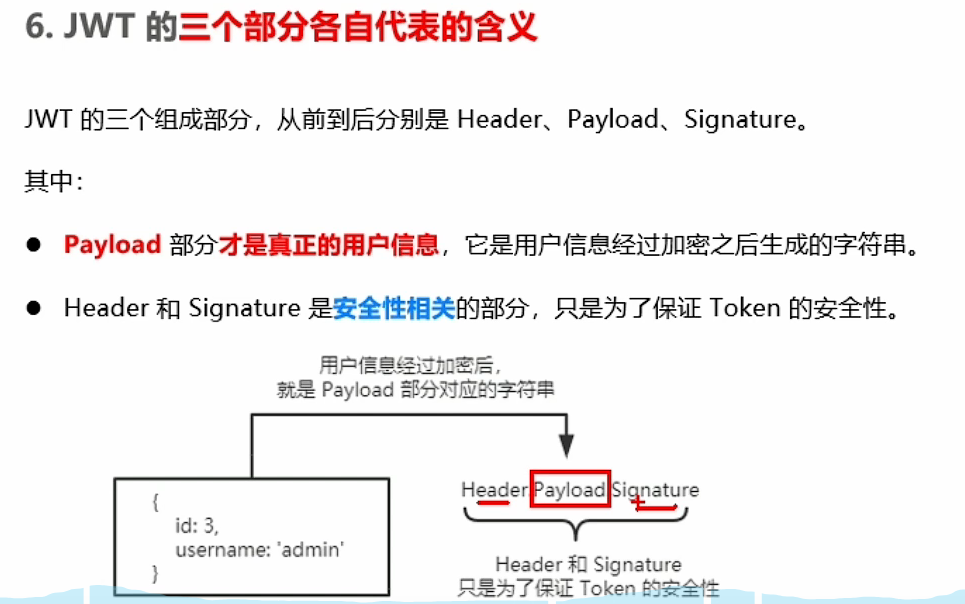 6. JWT 的三个部分各自代表的含义
JWT 的三个组成部分，从前到后分别是 Header、Payload、Signature。
其中：
● Payload 部分才是真正的用户信息，它是用户信息经过加密之后生成的字符串。
● Header 和 Signature 是安全性相关的部分，只是为了保证 Token 的安全性。
用户信息经过加密后，
就是 Payload 部分对应的字符串
{
id: 3,
username: 'admin'
}
Header.Payload.Signature
Header 和 Signature
只是为了保证 Token 的安全性